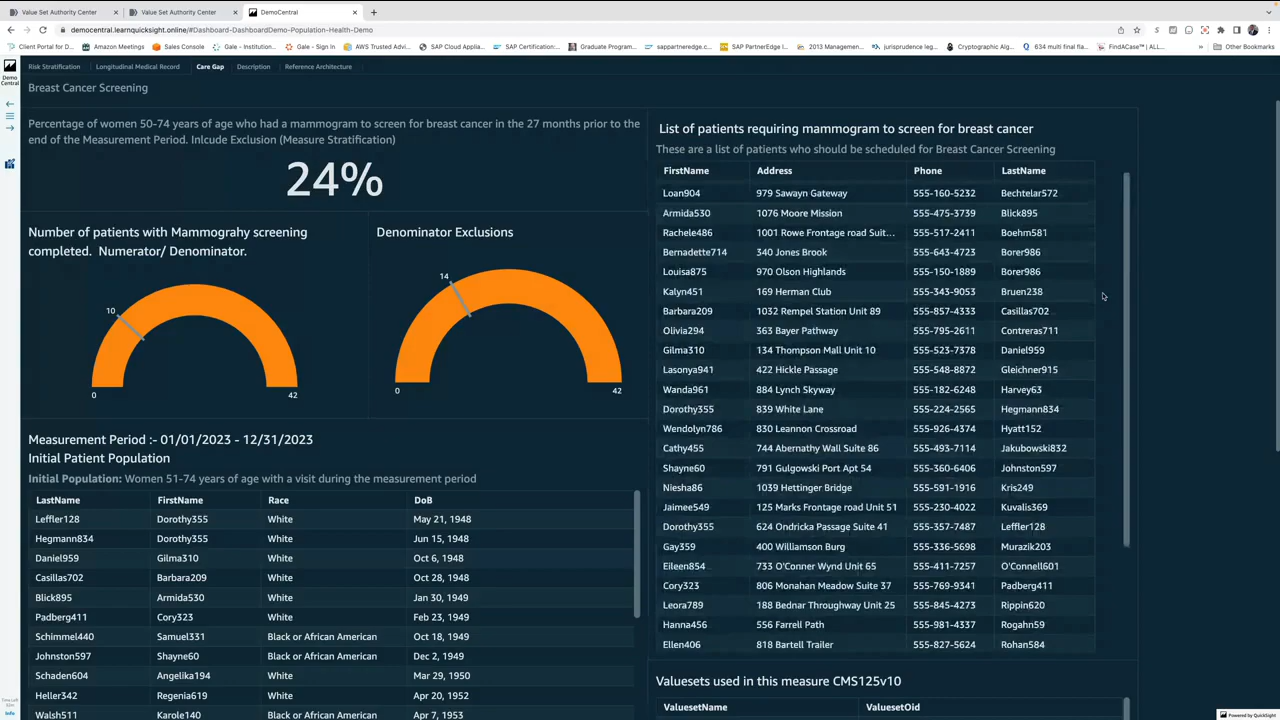 Value Set Authority Center
Value Set Authority Center
DemoCentral
democentral.learnquicksight.online/#Dashboard-DashboardDemo-Population-Health-Demo
Client Portal for D...
Amazon Meetings
Sales Console
Gale - Institution...
Gale - Sign In
AWS Trusted Advi...
SAP Cloud Applian...
SAP Certification:...
Graduate Program...
sappartneredge.c...
SAP PartnerEdge I...
2013 Managemen...
jurisprudence leg...
Cryptographic Alg...
634 multi final fla...
FindACase™ | ALL...
Other Bookmarks
Demo
Central
Risk Stratification
Longitudinal Medical Record
Care Gap
Description
Reference Architecture
Breast Cancer Screening
Percentage of women 50-74 years of age who had a mammogram to screen for breast cancer in the 27 months prior to the
end of the Measurement Period. Inlcude Exclusion (Measure Stratification)
24%
Number of patients with Mammograhy screening
completed. Numerator/ Denominator.
10
0
42
Denominator Exclusions
14
0
42
Measurement Period :- 01/01/2023 - 12/31/2023
Initial Patient Population
Initial Population: Women 51-74 years of age with a visit during the measurement period
LastName FirstName Race DoB
Leffler128 Dorothy355 White May 21, 1948
Hegmann834 Dorothy355 White Jun 15, 1948
Daniel959 Gilma310 White Oct 6, 1948
Casillas702 Barbara209 White Oct 28, 1948
Blick895 Armida530 White Jan 30, 1949
Padberg411 Cory323 White Feb 23, 1949
Schimmel440 Samuel331 Black or African American Oct 18, 1949
Johnston597 Shayne60 Black or African American Dec 2, 1949
Schaden604 Angelika194 White Mar 29, 1950
Heller342 Regenia619 White Apr 20, 1952
Walsh511 Karole140 Black or African American Apr 7, 1953
List of patients requiring mammogram to screen for breast cancer
These are a list of patients who should be scheduled for Breast Cancer Screening
FirstName Address Phone LastName
Loan904 979 Sawayn Gateway 555-160-5232 Bechtelar572
Armida530 1076 Moore Mission 555-475-3739 Blick895
Rachele486 1001 Rowe Frontage road Suit... 555-517-2411 Boehm581
Bernadette714 340 Jones Brook 555-643-4723 Borer986
Louisa875 970 Olson Highlands 555-150-1889 Borer986
Kalyn451 169 Herman Club 555-343-9053 Bruen238
Barbara209 1032 Rempel Station Unit 89 555-857-4333 Casillas702
Olivia294 363 Bayer Pathway 555-795-2611 Contreras711
Gilma310 134 Thompson Mall Unit 10 555-523-7378 Daniel959
Lasonya941 422 Hickle Passage 555-548-8872 Gleichner915
Wanda961 884 Lynch Skyway 555-182-6248 Harvey63
Dorothy355 839 White Lane 555-224-2565 Hegmann834
Wendolyn786 830 Leannon Crossroad 555-926-4374 Hyatt152
Cathy455 744 Abernathy Wall Suite 86 555-493-7114 Jakubowski832
Shayne60 791 Gulgowski Port Apt 54 555-360-6406 Johnston597
Niesha86 1039 Hettinger Bridge 555-591-1916 Kris249
Jaimee549 125 Marks Frontage road Unit 51 555-230-4022 Kuvalis369
Dorothy355 624 Ondricka Passage Suite 41 555-357-7487 Leffler128
Gay359 400 Williamson Burg 555-336-5698 Murazik203
Eileen854 733 O'Conner Wynd Unit 65 555-411-7257 O'Connell601
Cory323 806 Monahan Meadow Suite 37 555-769-9341 Padberg411
Leora789 188 Bednar Throughway Unit 25 555-845-4273 Rippin620
Hanna456 556 Farrell Path 555-981-4337 Rogahn59
Ellen406 818 Bartell Trailer 555-827-5624 Rohan584
Valuesets used in this measure CMS125v10
ValuesetName ValuesetOid
Info
Powered by QuickSight